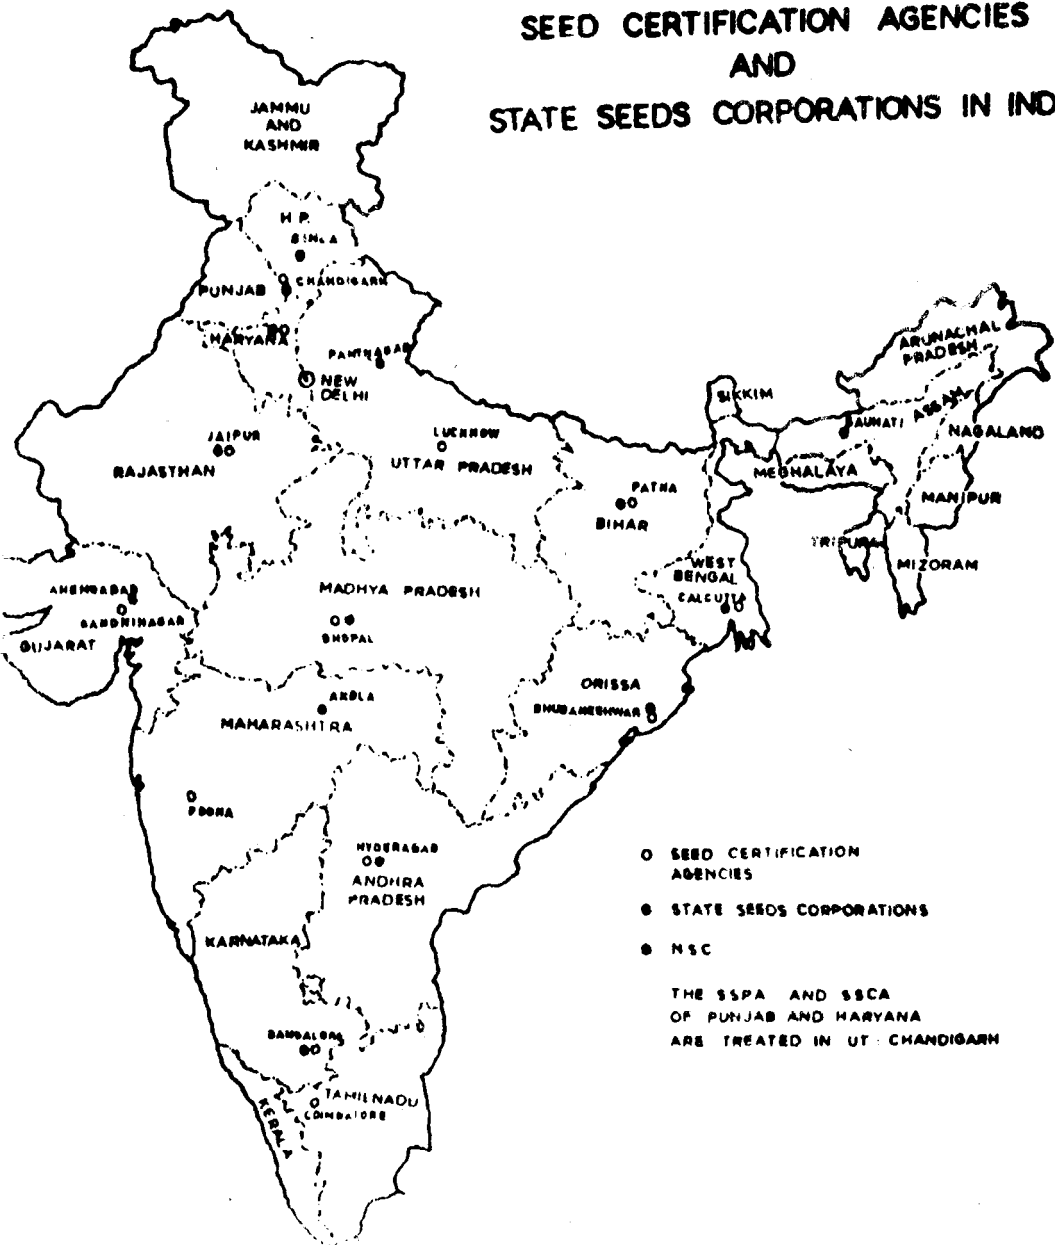 SEED CERTIFICATION AGENCIES
AND
STATE SEEDS CORPORATIONS IN IND
JAMMU
AND
KASHMIR
H.P.
SIMLA
CHANDIGARH
PUNJAB
HARYANA
PANTNAGAR
NEW
DELHI
ARUNACHAL
PRADESH
SIKKIM
ASSAM
GAUHATI
NAGALAND
JAIPUR
LUCKNOW
RAJASTHAN
UTTAR PRADESH
MEGHALAYA
PATNA
BIHAR
MANIPUR
TRIPURA
MIZORAM
WEST
BENGAL
CALCUTTA
AHEMDABAD
GANDHINAGAR
GUJARAT
MADHYA PRADESH
BHOPAL
ORISSA
BHUBANESHWAR
AKOLA
MAHARASHTRA
POONA
HYDERABAD
ANDHRA
PRADESH
KARNATAKA
BANGALORE
TAMILNADU
COIMBATORE
KERALA
SEED CERTIFICATION
AGENCIES
STATE SEEDS CORPORATIONS
NSC
THE SSPA AND SSCA
OF PUNJAB AND HARYANA
ARE TREATED IN UT : CHANDIGARH